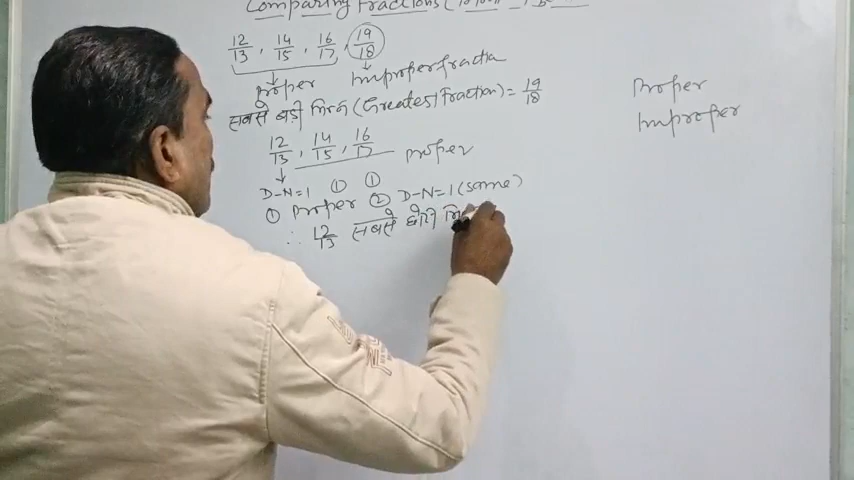 Comparing Fractions
12/13, 14/15, 16/17, 19/18
Proper Improper fraction
सबसे बड़ी भिन्न (Greatest Fraction) = 19/18
12/13, 14/15, 16/17 Proper
D-N=1 ① ①
① Proper ② D-N=1 (same)
∴ 12/13 सबसे छोटी
Proper
Improper